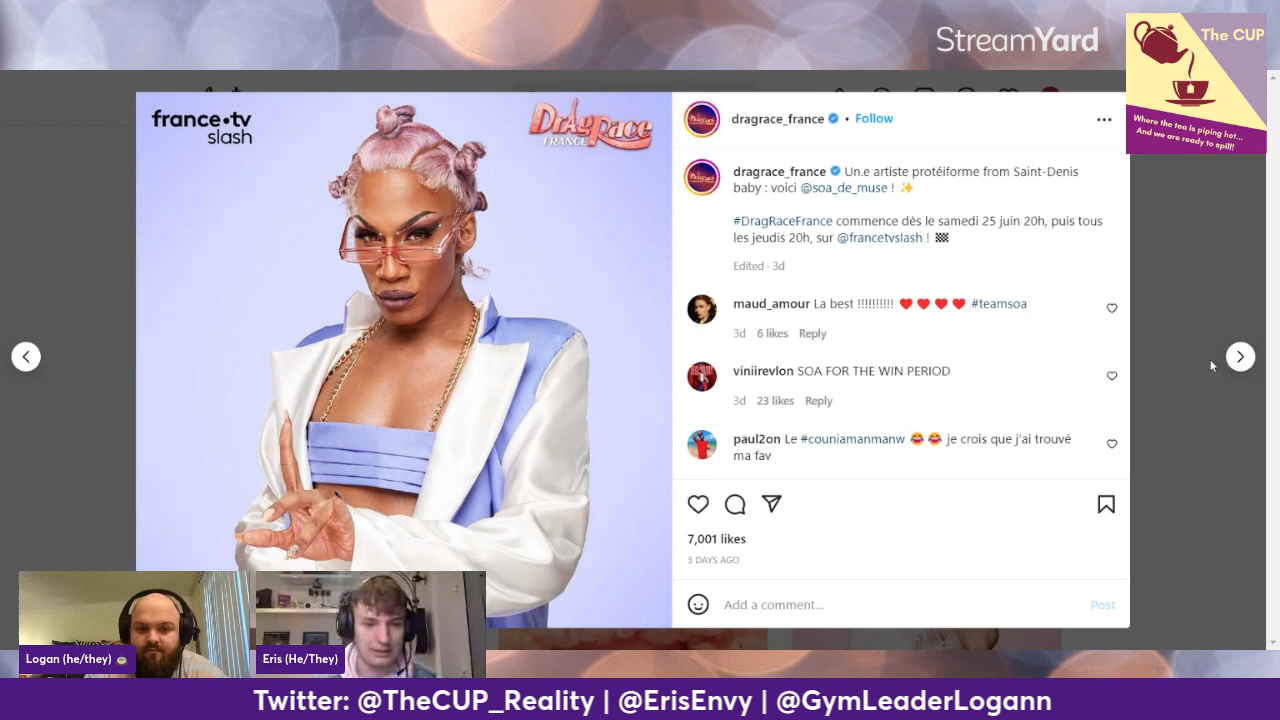 StreamYard
The CUP
Where the tea is piping hot...
And we are ready to spill!
france•tv
slash
DragRace
FRANCE
dragrace_france • Follow
dragrace_france Un.e artiste protéiforme from Saint-Denis
baby : voici @soa_de_muse ! ✨
#DragRaceFrance commence dès le samedi 25 juin 20h, puis tous
les jeudis 20h, sur @francetvslash ! 🏁
Edited · 3d
maud_amour La best !!!!!!!!!! ♥️ ♥️ ♥️ ♥️ #teamsoa
3d 6 likes Reply
viniirevlon SOA FOR THE WIN PERIOD
3d 23 likes Reply
paul2on Le #couniamanmanw 😂 😂 je crois que j'ai trouvé
ma fav
7,001 likes
3 DAYS AGO
Add a comment...
Post
Logan (he/they)
Eris (He/They)
Twitter: @TheCUP_Reality | @ErisEnvy | @GymLeaderLogann